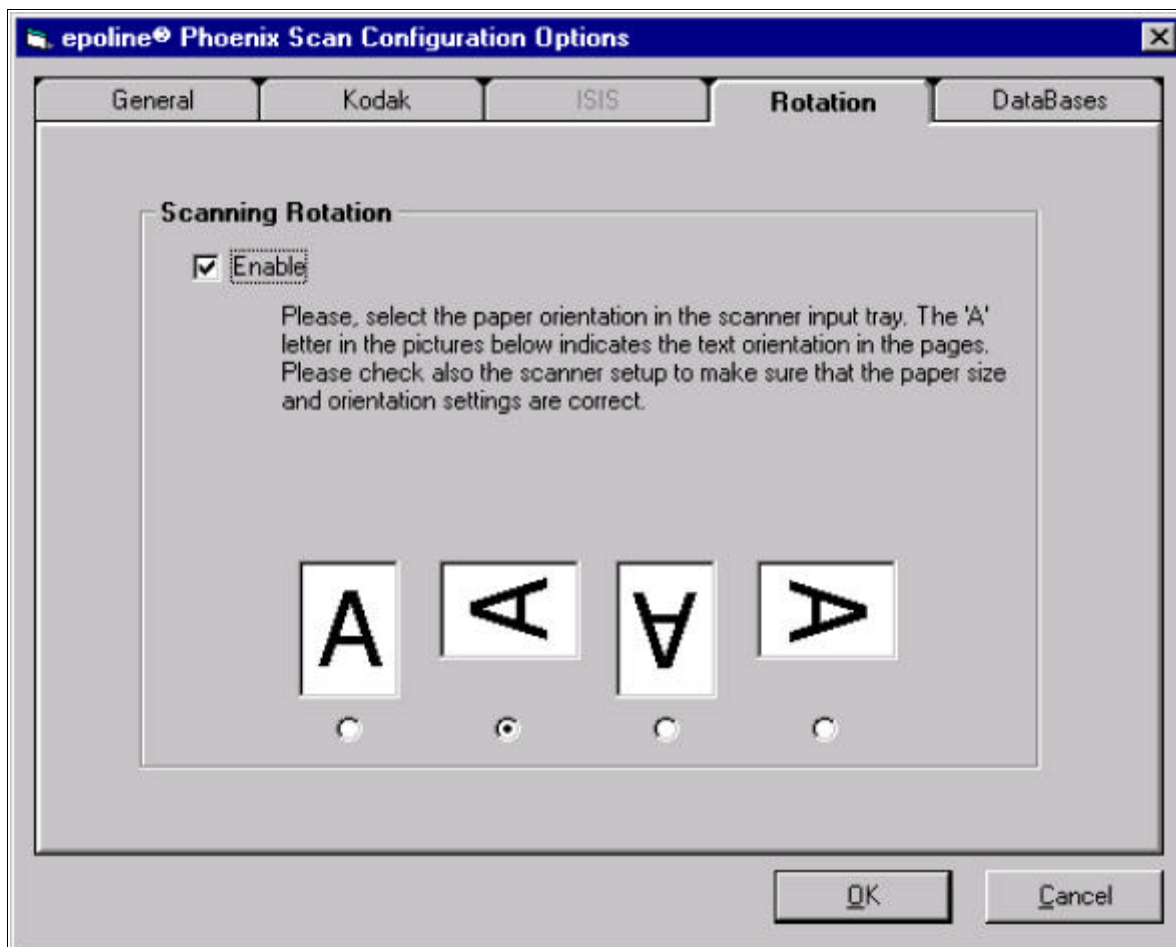 epoline® Phoenix Scan Configuration Options
General Kodak ISIS Rotation DataBases
Scanning Rotation
Enable
Please, select the paper orientation in the scanner input tray. The 'A'
letter in the pictures below indicates the text orientation in the pages.
Please check also the scanner setup to make sure that the paper size
and orientation settings are correct.
A A A A
OK Cancel